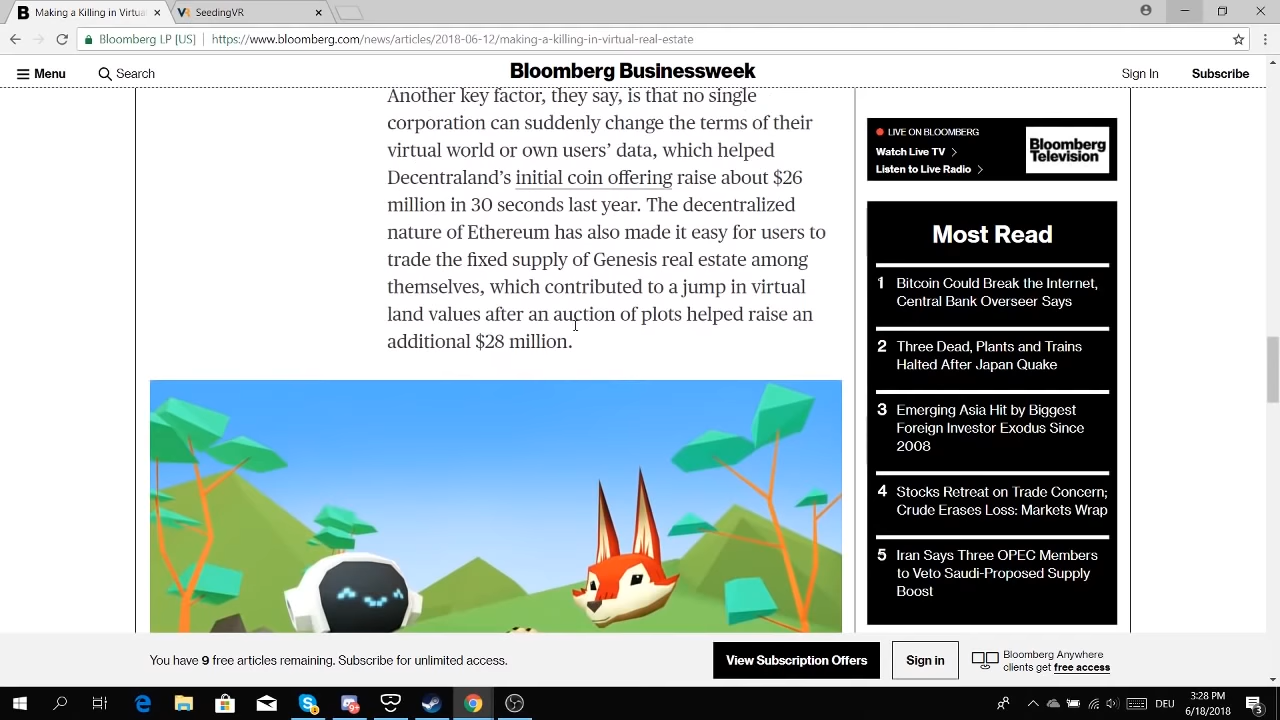 Making a Killing in Virtu
SeedingVR
Bloomberg LP [US]
https://www.bloomberg.com/news/articles/2018-06-12/making-a-killing-in-virtual-real-estate
Menu
Search
Bloomberg Businessweek
Sign In
Subscribe
Another key factor, they say, is that no single
corporation can suddenly change the terms of their
virtual world or own users’ data, which helped
Decentraland’s initial coin offering raise about $26
million in 30 seconds last year. The decentralized
nature of Ethereum has also made it easy for users to
trade the fixed supply of Genesis real estate among
themselves, which contributed to a jump in virtual
land values after an auction of plots helped raise an
additional $28 million.
LIVE ON BLOOMBERG
Watch Live TV
Listen to Live Radio
Bloomberg
Television
Most Read
1 Bitcoin Could Break the Internet,
Central Bank Overseer Says
2 Three Dead, Plants and Trains
Halted After Japan Quake
3 Emerging Asia Hit by Biggest
Foreign Investor Exodus Since
2008
4 Stocks Retreat on Trade Concern;
Crude Erases Loss: Markets Wrap
5 Iran Says Three OPEC Members
to Veto Saudi-Proposed Supply
Boost
You have 9 free articles remaining. Subscribe for unlimited access.
View Subscription Offers
Sign in
Bloomberg Anywhere
clients get free access
DEU
3:28 PM
6/18/2018